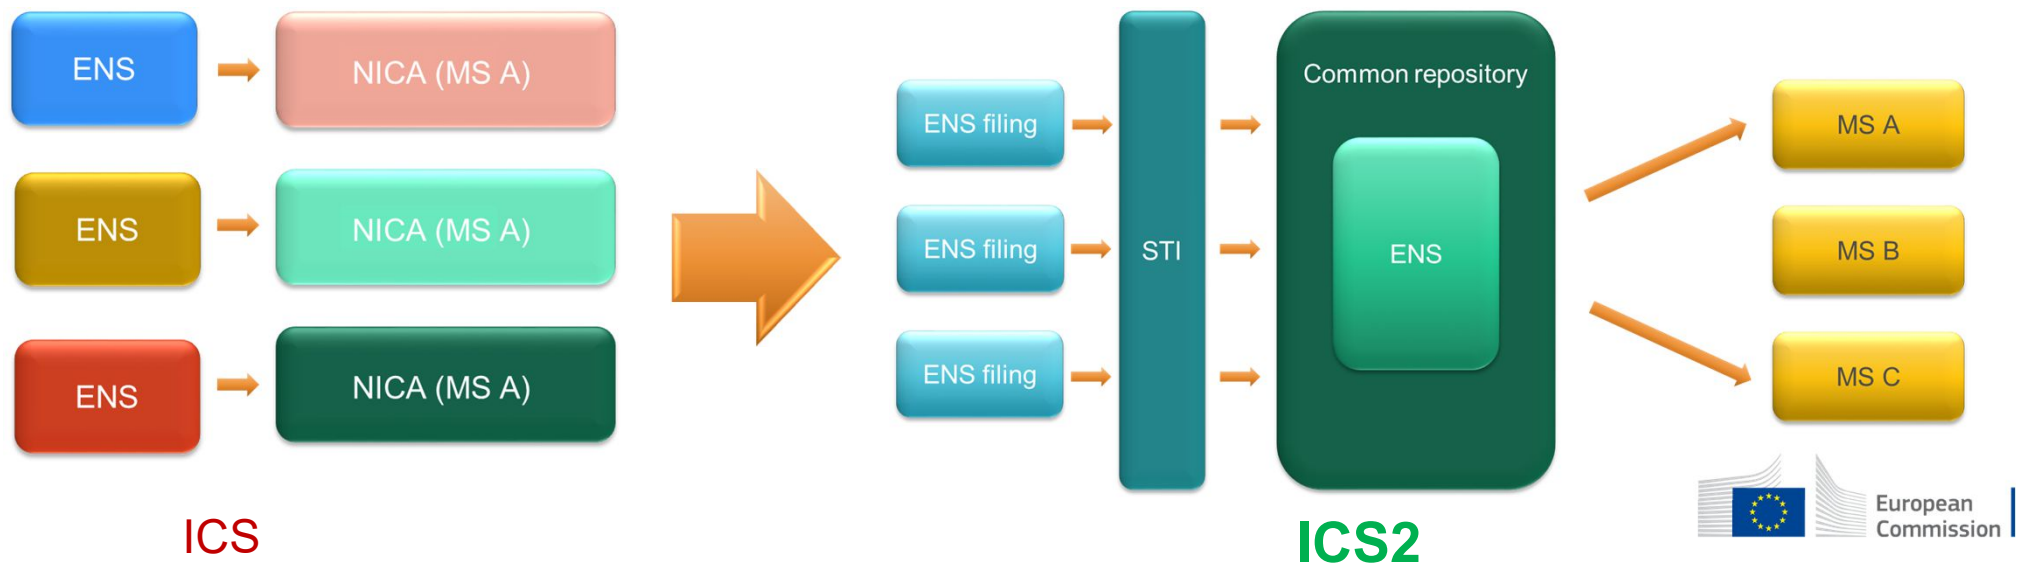 ENS
NICA (MS A)
ENS
NICA (MS A)
ENS
NICA (MS A)
ICS
ENS filing
ENS filing
ENS filing
STI
Common repository
ENS
MS A
MS B
MS C
ICS2
European
Commission